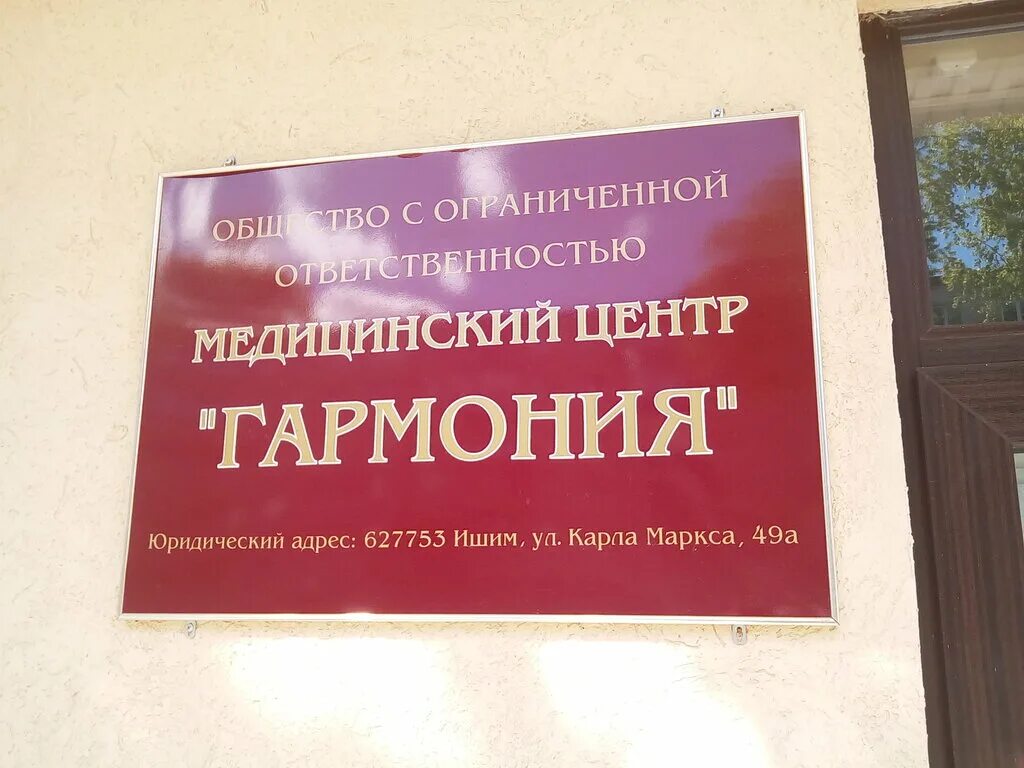 ОБЩЕСТВО С ОГРАНИЧЕННОЙ
ОТВЕТСТВЕННОСТЬЮ
МЕДИЦИНСКИЙ ЦЕНТР
"ГАРМОНИЯ"
Юридический адрес: 627753 Ишим, ул. Карла Маркса, 49а